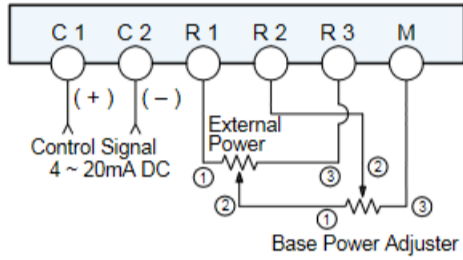 C 1 C 2 R 1 R 2 R 3 M
( + ) ( − )
Control Signal
4 ~ 20mA DC
External
Power
① ③ ②
② ① ③
Base Power Adjuster